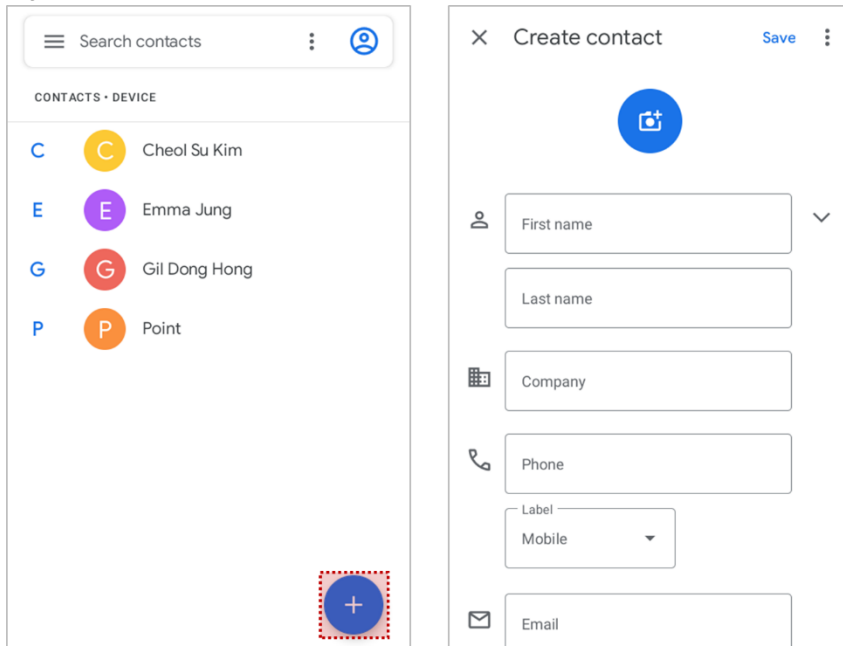 Search contacts
CONTACTS • DEVICE
C C Cheol Su Kim
E E Emma Jung
G G Gil Dong Hong
P P Point
Create contact Save
First name
Last name
Company
Phone
Label
Mobile
Email